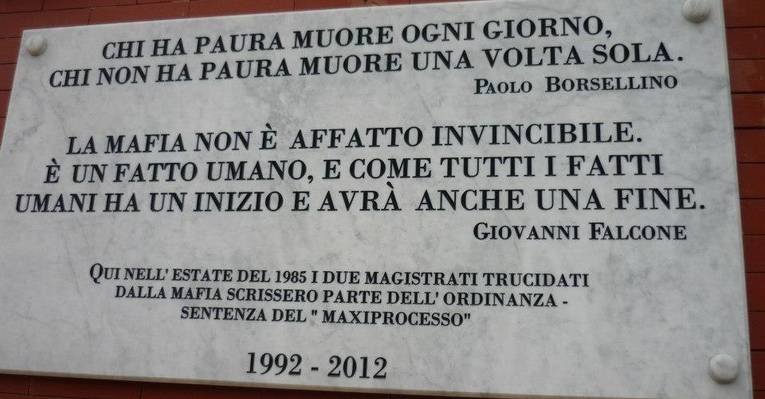 CHI HA PAURA MUORE OGNI GIORNO,
CHI NON HA PAURA MUORE UNA VOLTA SOLA.
PAOLO BORSELLINO
LA MAFIA NON È AFFATTO INVINCIBILE.
È UN FATTO UMANO, E COME TUTTI I FATTI
UMANI HA UN INIZIO E AVRÀ ANCHE UNA FINE.
GIOVANNI FALCONE
QUI NELL' ESTATE DEL 1985 I DUE MAGISTRATI TRUCIDATI
DALLA MAFIA SCRISSERO PARTE DELL' ORDINANZA -
SENTENZA DEL " MAXIPROCESSO"
1992 - 2012